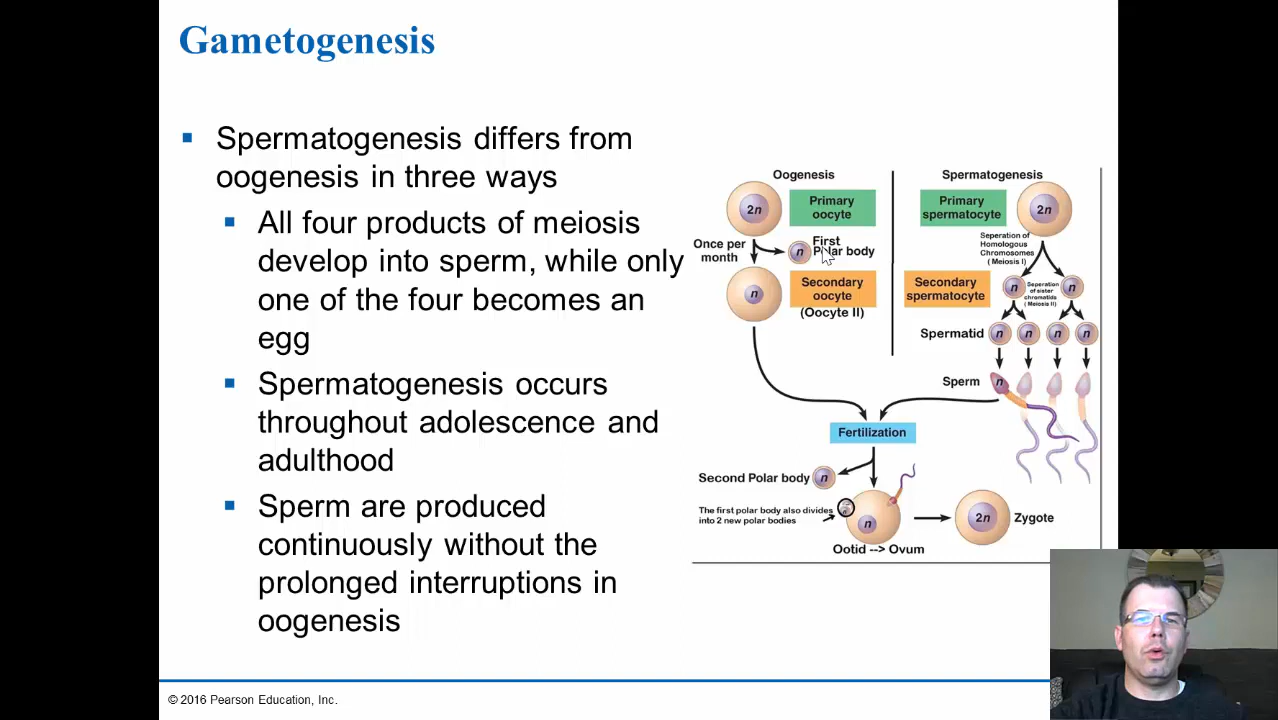 Gametogenesis
Spermatogenesis differs from
oogenesis in three ways
All four products of meiosis
develop into sperm, while only
one of the four becomes an
egg
Spermatogenesis occurs
throughout adolescence and
adulthood
Sperm are produced
continuously without the
prolonged interruptions in
oogenesis
Oogenesis
2n
Primary
oocyte
Once per
month
n
First
Polar body
n
Secondary
oocyte
(Oocyte II)
Spermatogenesis
Primary
spermatocyte
2n
Seperation of
Homologous
Chromosomes
( Meiosis I )
Secondary
spermatocyte
n
Seperation
of sister
chromatids
( Meiosis II )
n
Spermatid
n
n
n
n
Sperm
n
Fertilization
Second Polar body
n
The first polar body also divides
into 2 new polar bodies
n
Ootid --> Ovum
2n
Zygote
© 2016 Pearson Education, Inc.